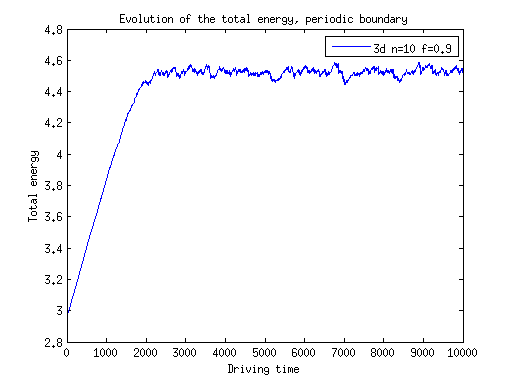 Evolution of the total energy, periodic boundary
4.8
3d n=10 f=0.9
4.6
4.4
4.2
4
3.8
3.6
3.4
3.2
3
2.8
Total energy
0 1000 2000 3000 4000 5000 6000 7000 8000 9000 10000
Driving time